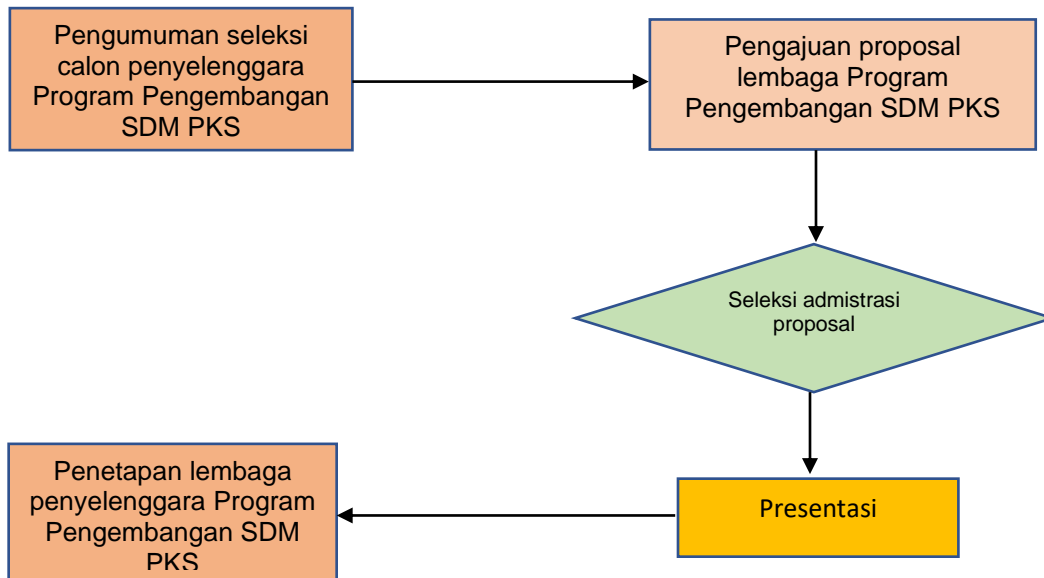 Pengumuman seleksi
calon penyelenggara
Program Pengembangan
SDM PKS
Pengajuan proposal
lembaga Program
Pengembangan SDM PKS
Seleksi admistrasi
proposal
Presentasi
Penetapan lembaga
penyelenggara Program
Pengembangan SDM
PKS